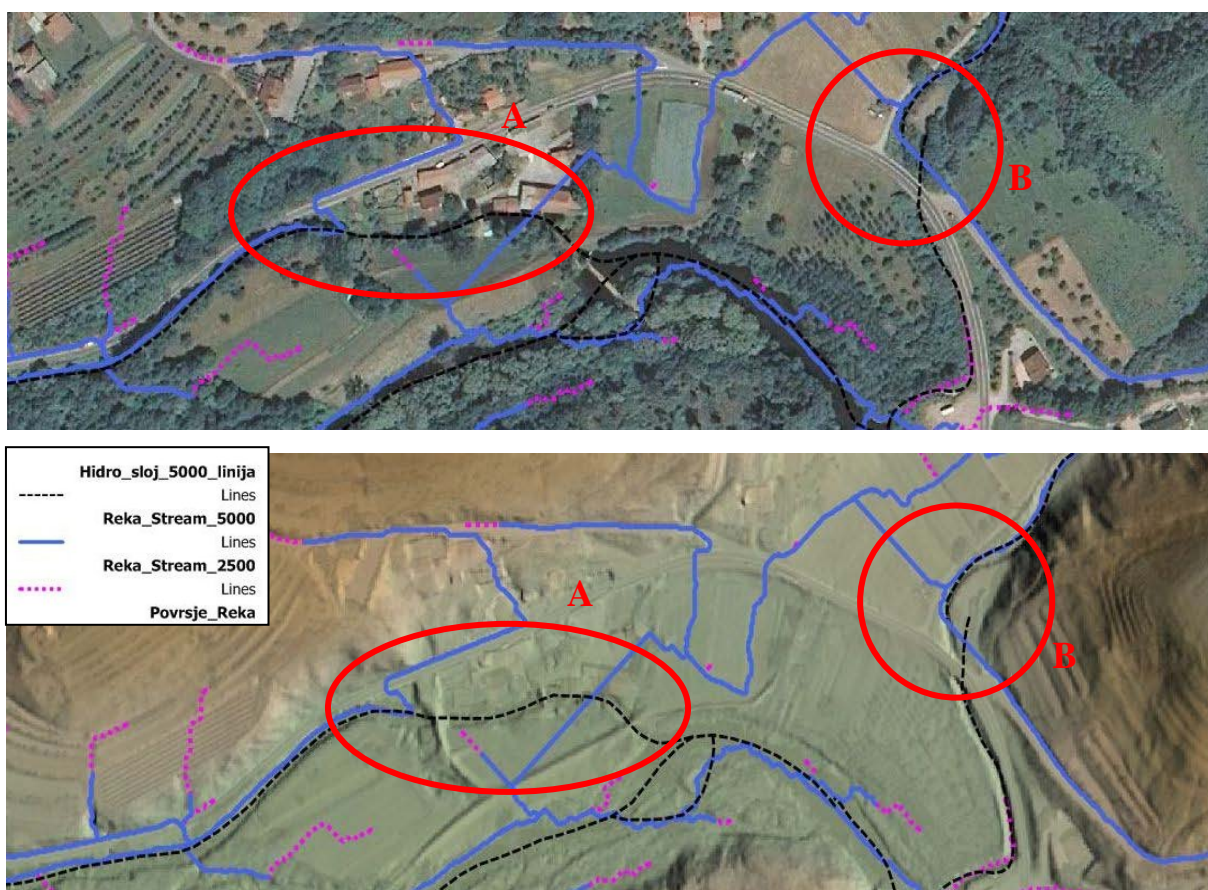 A
B
Hidro_sloj_5000_linija
Lines
Reka_Stream_5000
Lines
Reka_Stream_2500
Lines
Povrsje_Reka
A
B